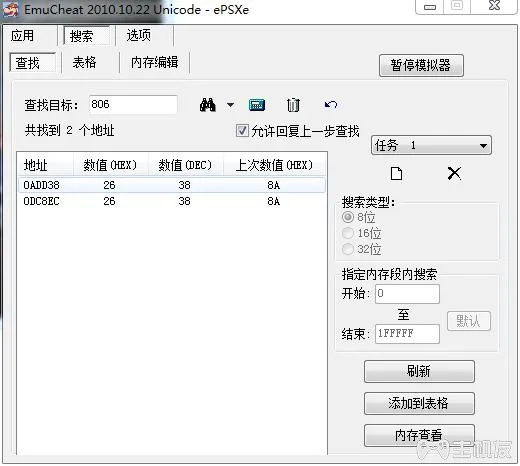 EmuCheat 2010.10.22 Unicode - ePSXe
应用 搜索 选项
查找 表格 内存编辑
暂停模拟器
查找目标: 806
共找到 2 个地址
允许回复上一步查找
任务 1
地址 数值(HEX) 数值(DEC) 上次数值(HEX)
0ADD38 26 38 8A
0DC8EC 26 38 8A
搜索类型:
8位
16位
32位
指定内存段内搜索
开始: 0
至
默认
结束: 1FFFFF
刷新
添加到表格
内存查看
主机友